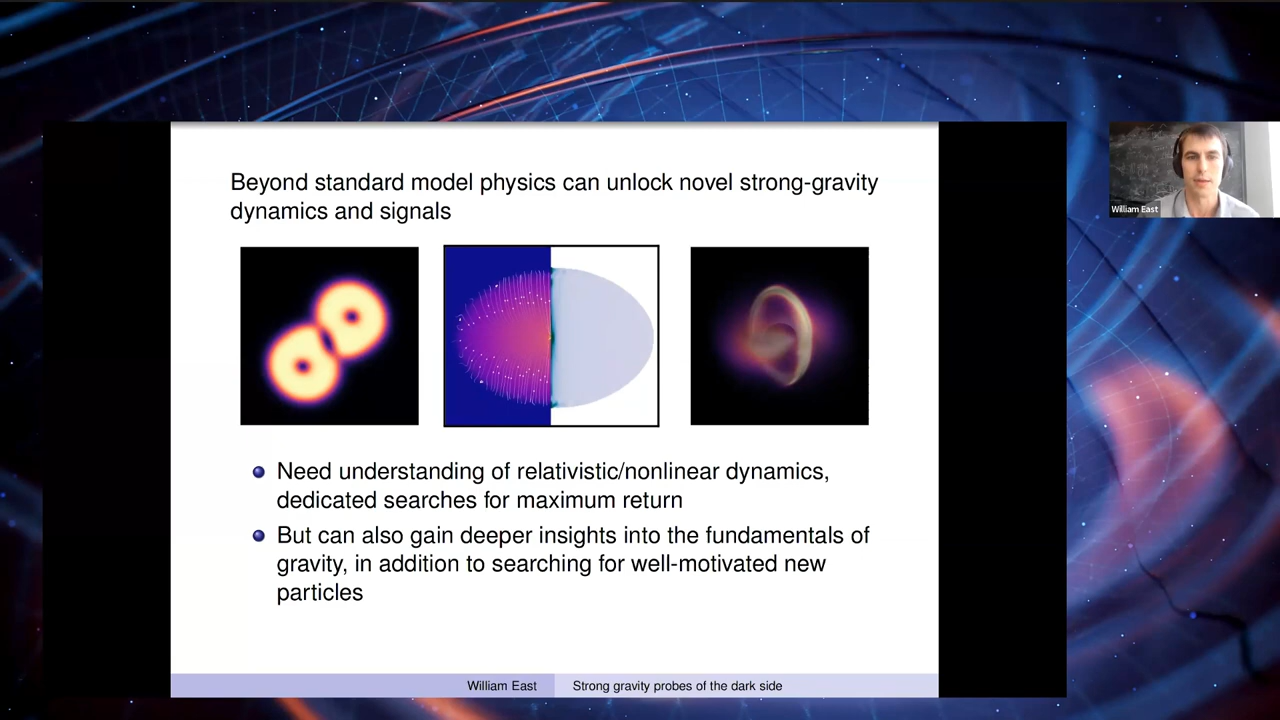 Beyond standard model physics can unlock novel strong-gravity
dynamics and signals
Need understanding of relativistic/nonlinear dynamics,
dedicated searches for maximum return
But can also gain deeper insights into the fundamentals of
gravity, in addition to searching for well-motivated new
particles
William East
Strong gravity probes of the dark side
William East